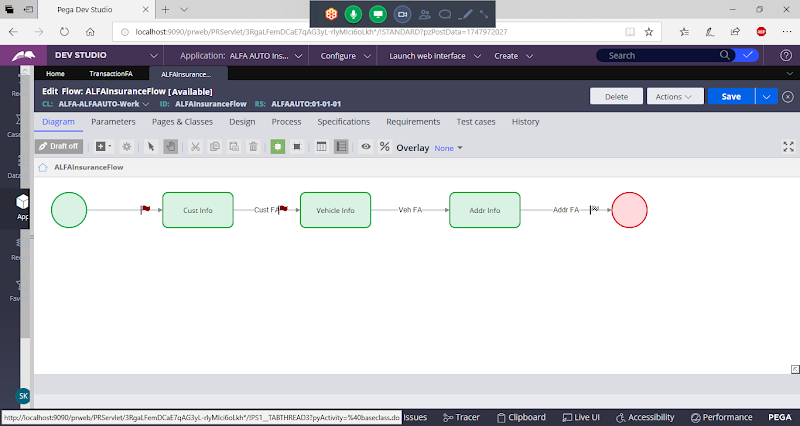 Pega Dev Studio
https://localhost:9090/prweb/PRServlet/3RgaLFemDCaE7qAG3yL-rlyMIci6oLkh*/!STANDARD?pzPostData=1747972027
DEV STUDIO
Application: ALFA AUTO Ins...
Configure
Launch web interface
Create
Search
Home
TransactionFA
ALFAInsurance...
Edit Flow: ALFAInsuranceFlow [Available]
CL: ALFA-ALFAAUTO-Work
ID: ALFAInsuranceFlow
RS: ALFAAUTO:01-01-01
Delete
Actions
Save
Diagram
Parameters
Pages & Classes
Design
Process
Specifications
Requirements
Test cases
History
Draft off
Overlay None
ALFAInsuranceFlow
Cust Info
Cust FA
Vehicle Info
Veh FA
Addr Info
Addr FA
App
SK
https://localhost:9090/prweb/PRServlet/3RgaLFemDCaE7qAG3yL-rlyMIci6oLkh*/!PS1__TABTHREAD3?pyActivity=%40baseclass.do
Issues
Tracer
Clipboard
Live UI
Accessibility
Performance
PEGA